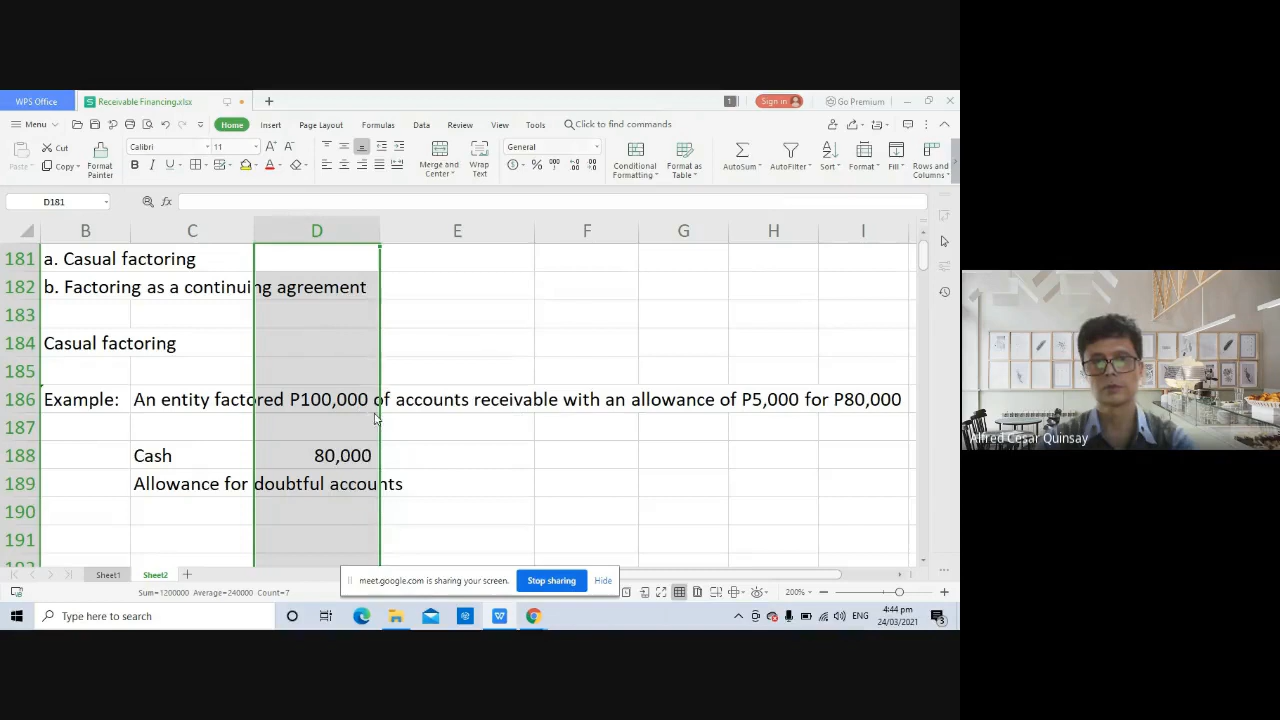 WPS Office Receivable Financing.xlsx 1 Sign in Go Premium
Menu Home Insert Page Layout Formulas Data Review View Tools Click to find commands
Paste Cut Copy Format Painter Calibri 11 Merge and Center Wrap Text General Conditional Formatting Format as Table AutoSum AutoFilter Sort Format Fill Rows and Columns
D181 fx
B C D E F G H I
181 a. Casual factoring
182 b. Factoring as a continuing agreement
183
184 Casual factoring
185
186 Example: An entity factored P100,000 of accounts receivable with an allowance of P5,000 for P80,000
187
188 Cash 80,000
189 Allowance for doubtful accounts
190
191
Alfred Cesar Quinsay
Sheet1 Sheet2
meet.google.com is sharing your screen. Stop sharing Hide
Sum=1200000 Average=240000 Count=7 200%
Type here to search ENG 4:44 pm
24/03/2021 3